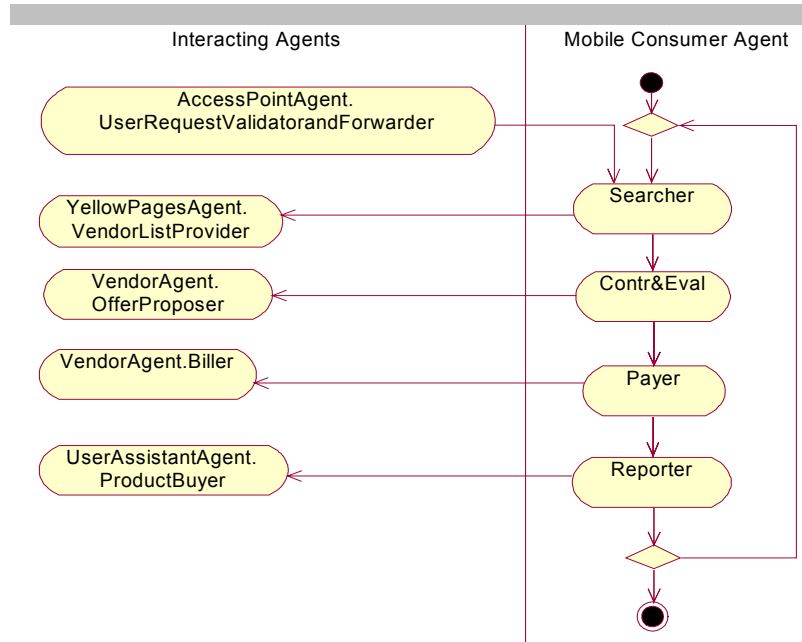 Interacting Agents
Mobile Consumer Agent
AccessPointAgent.
UserRequestValidatorandForwarder
Searcher
YellowPagesAgent.
VendorListProvider
Contr&Eval
VendorAgent.
OfferProposer
VendorAgent.Biller
Payer
UserAssistantAgent.
ProductBuyer
Reporter